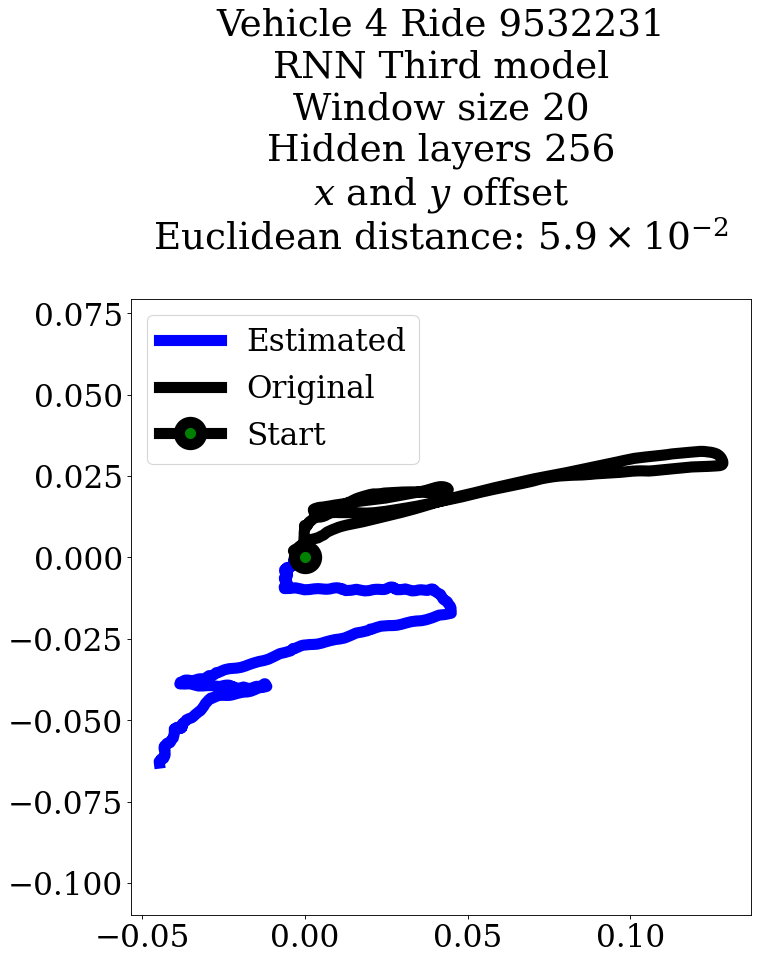 Vehicle 4 Ride 9532231
RNN Third model
Window size 20
Hidden layers 256
x and y offset
Euclidean distance: 5.9 × 10⁻²
Estimated
Original
Start
0.075
0.050
0.025
0.000
−0.025
−0.050
−0.075
−0.100
−0.05 0.00 0.05 0.10